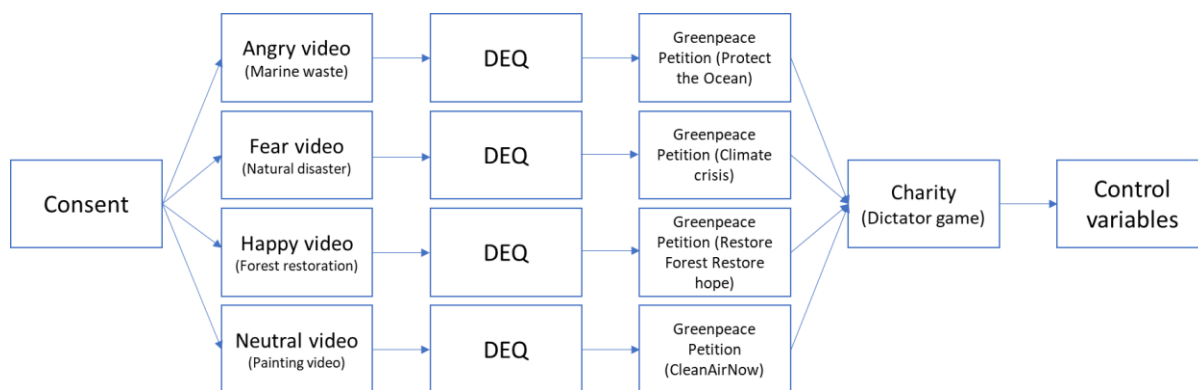 Consent
Angry video
(Marine waste)
DEQ
Greenpeace
Petition (Protect
the Ocean)
Fear video
(Natural disaster)
DEQ
Greenpeace
Petition (Climate
crisis)
Happy video
(Forest restoration)
DEQ
Greenpeace
Petition (Restore
Forest Restore
hope)
Neutral video
(Painting video)
DEQ
Greenpeace
Petition
(CleanAirNow)
Charity
(Dictator game)
Control
variables